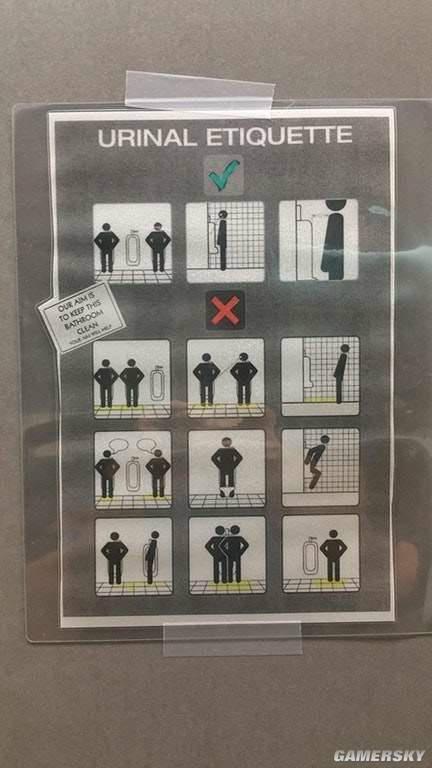 URINAL ETIQUETTE
OUR AIM IS
TO KEEP THIS
BATHROOM
CLEAN
YOUR AIM WILL HELP
GAMERSKY